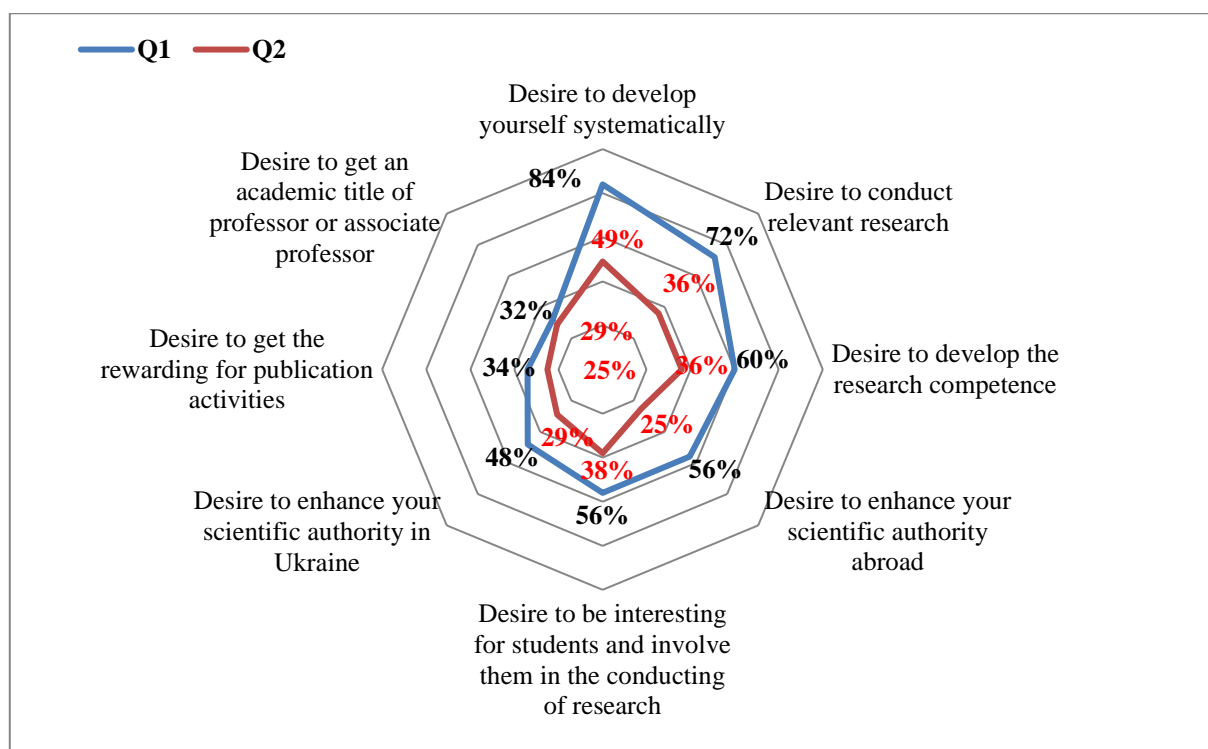 Q1 Q2
Desire to develop
yourself systematically
Desire to get an
academic title of
professor or associate
professor
Desire to conduct
relevant research
84%
72%
49%
36%
32%
29%
Desire to get the
rewarding for publication
activities
34%
25%
36%
60%
Desire to develop the
research competence
25%
29%
48%
38%
56%
56%
Desire to enhance your
scientific authority in
Ukraine
Desire to enhance your
scientific authority
abroad
Desire to be interesting
for students and involve
them in the conducting
of research